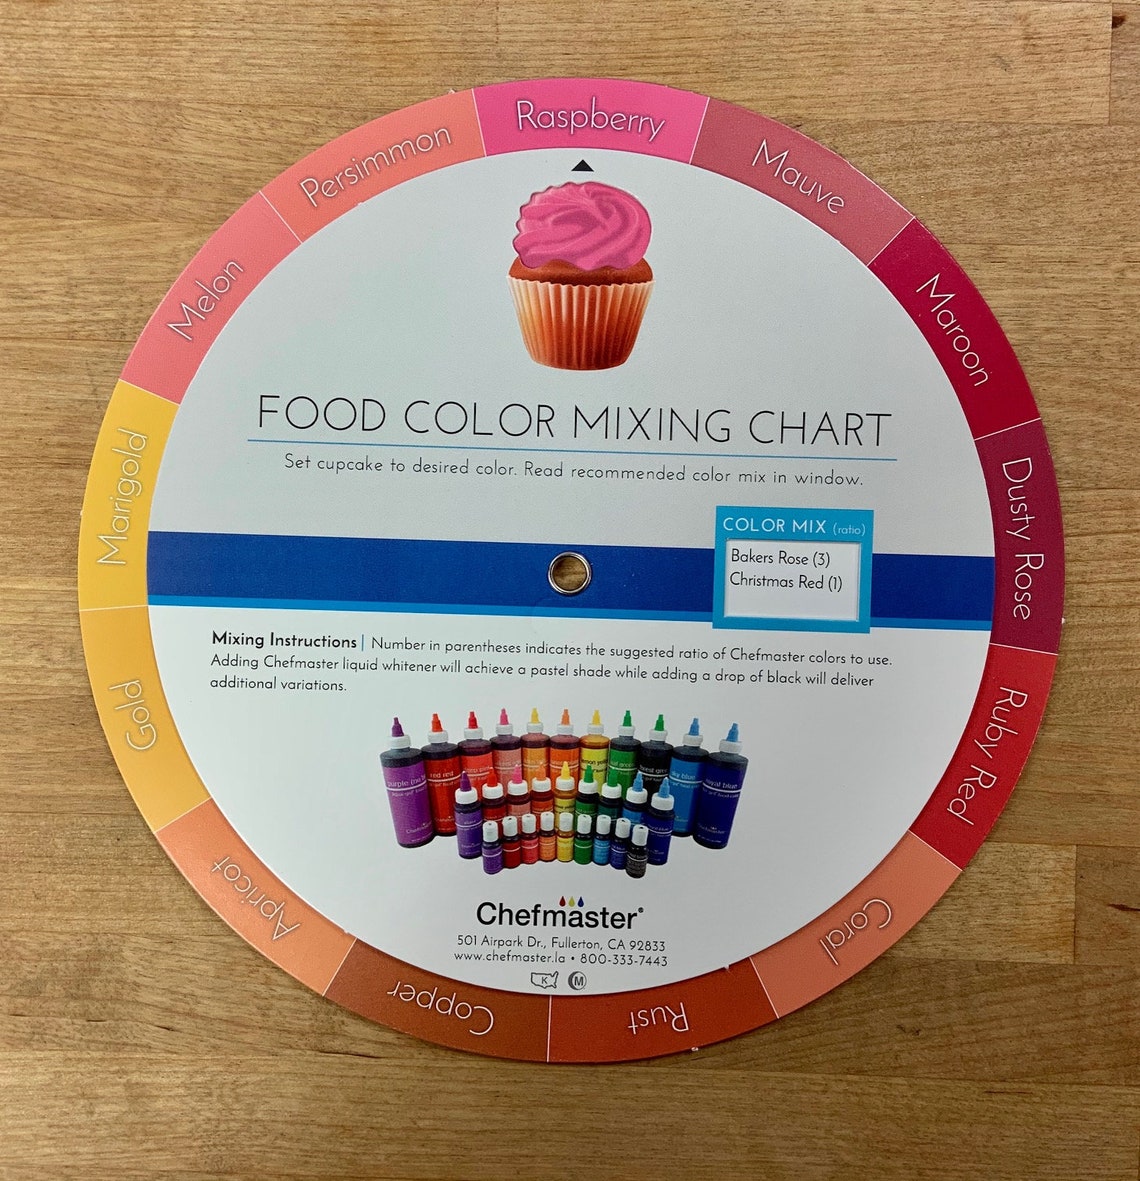 Raspberry
Mauve
Maroon
Dusty Rose
Ruby Red
Coral
Rust
Copper
Apricot
Gold
Marigold
Melon
Persimmon
FOOD COLOR MIXING CHART
Set cupcake to desired color. Read recommended color mix in window.
COLOR MIX (ratio)
Bakers Rose (3)
Christmas Red (1)
Mixing Instructions | Number in parentheses indicates the suggested ratio of Chefmaster colors to use.
Adding Chefmaster liquid whitener will achieve a pastel shade while adding a drop of black will deliver
additional variations.
sky blue
royal blue
Chefmaster®
501 Airpark Dr., Fullerton, CA 92833
www.chefmaster.la • 800-333-7443
K M